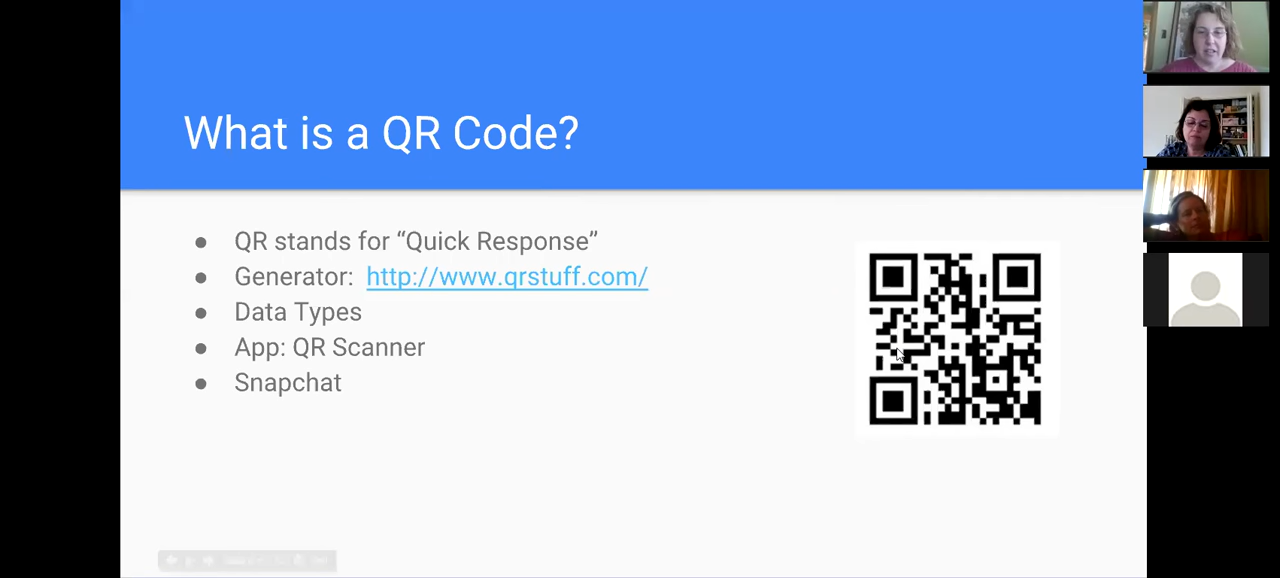 What is a QR Code?
● QR stands for “Quick Response”
● Generator: http://www.qrstuff.com/
● Data Types
● App: QR Scanner
● Snapchat